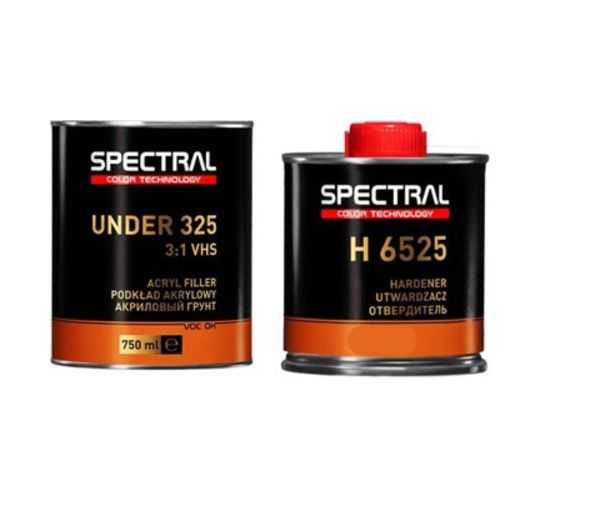 SPECTRAL
COLOR TECHNOLOGY
UNDER 325
3:1 VHS
ACRYL FILLER
PODKŁAD AKRYLOWY
АКРИЛОВЫЙ ГРУНТ
VOC OK
750 ml e
SPECTRAL
COLOR TECHNOLOGY
H 6525
HARDENER
UTWARDZACZ
ОТВЕРДИТЕЛЬ